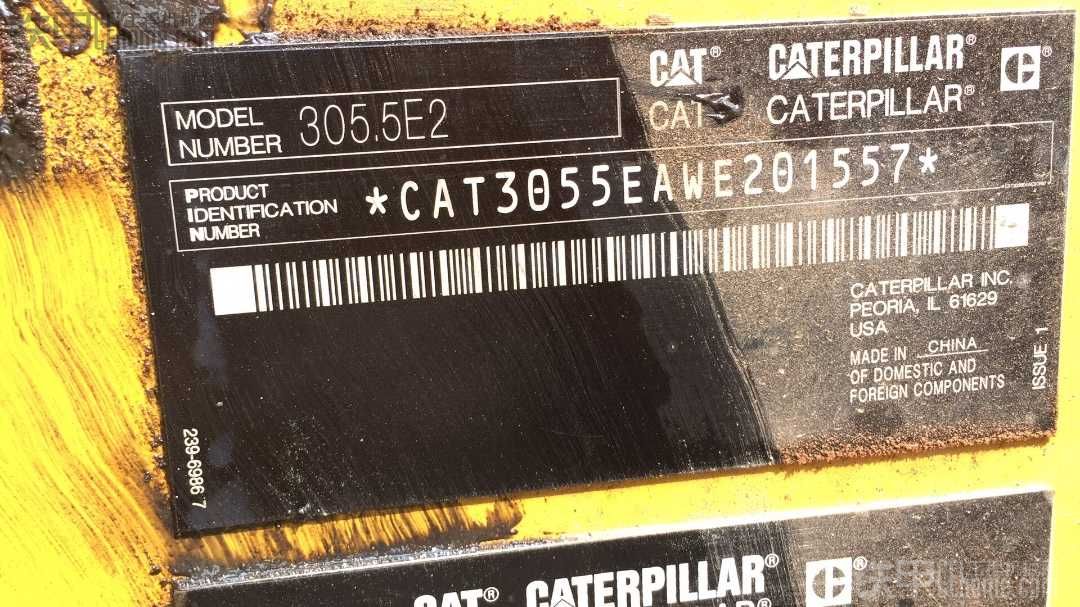 CAT® CATERPILLAR®
CAT® CATERPILLAR®
MODEL NUMBER 305.5E2
PRODUCT IDENTIFICATION NUMBER *CAT3055EAWE201557*
CATERPILLAR INC.
PEORIA, IL 61629
USA
MADE IN CHINA
OF DOMESTIC AND
FOREIGN COMPONENTS
ISSUE 1
239-6986 7
CAT® CATERPILLAR®